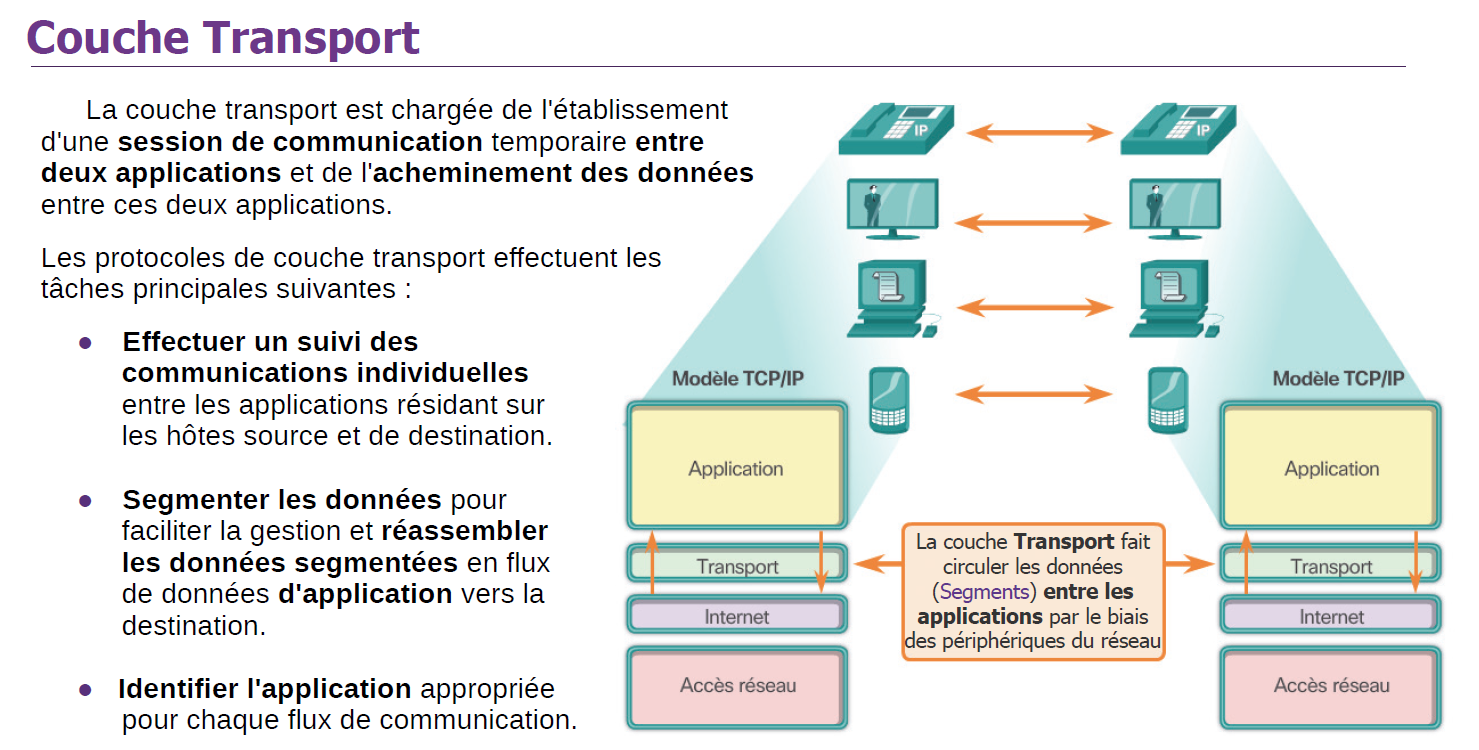 Couche Transport
La couche transport est chargée de l'établissement
d'une session de communication temporaire entre
deux applications et de l'acheminement des données
entre ces deux applications.
Les protocoles de couche transport effectuent les
tâches principales suivantes :
● Effectuer un suivi des
communications individuelles
entre les applications résidant sur
les hôtes source et de destination.
● Segmenter les données pour
faciliter la gestion et réassembler
les données segmentées en flux
de données d'application vers la
destination.
● Identifier l'application appropriée
pour chaque flux de communication.
IP
IP
Modèle TCP/IP
Application
Transport
Internet
Accès réseau
La couche Transport fait
circuler les données
(Segments) entre les
applications par le biais
des périphériques du réseau
Modèle TCP/IP
Application
Transport
Internet
Accès réseau